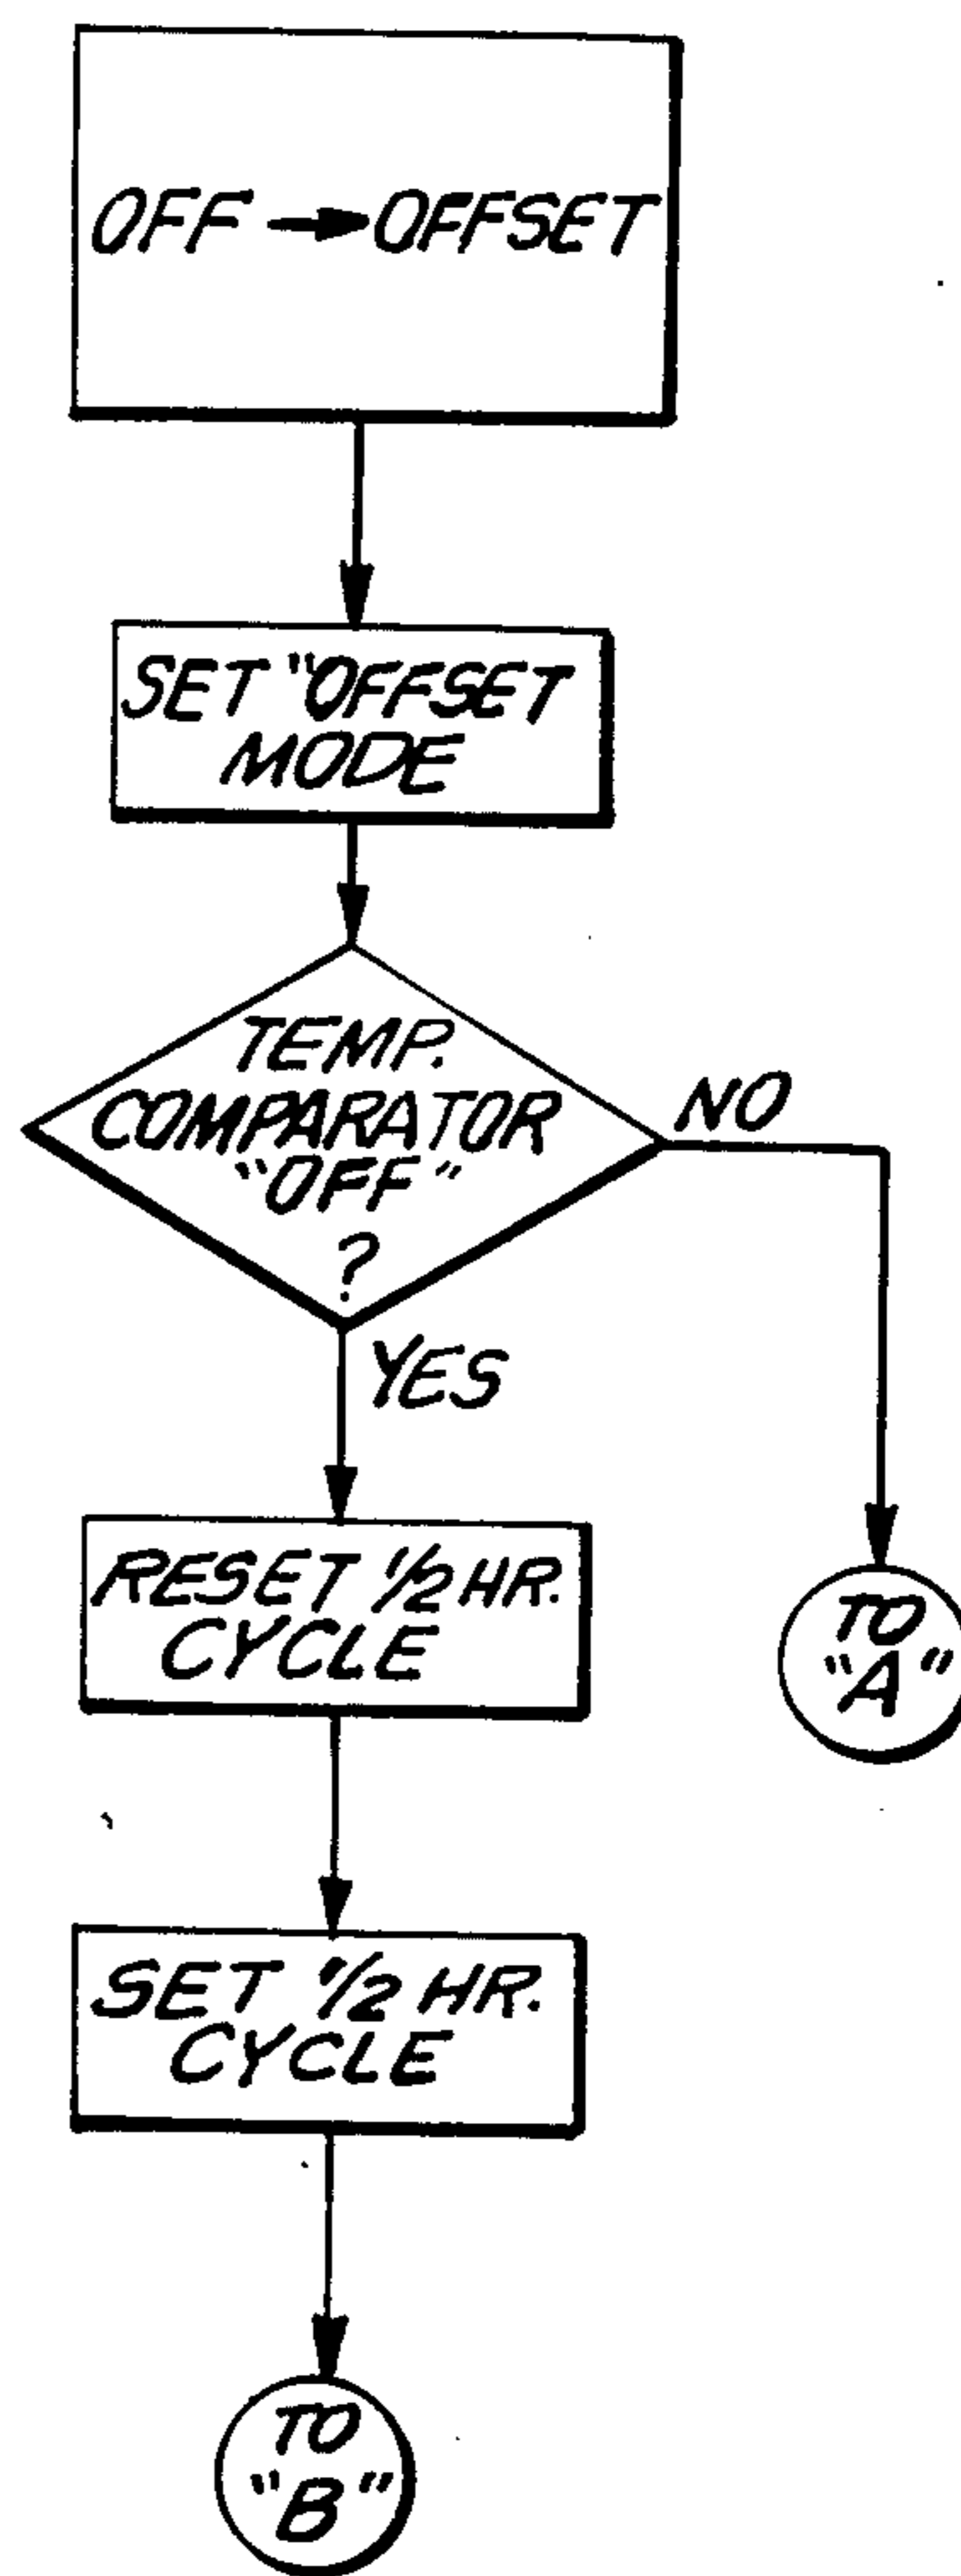 OFF → OFFSET
SET "OFFSET
MODE
TEMP.
COMPARATOR
"OFF"
?
NO
YES
RESET 1/2 HR.
CYCLE
TO
"A"
SET 1/2 HR.
CYCLE
TO
"B"